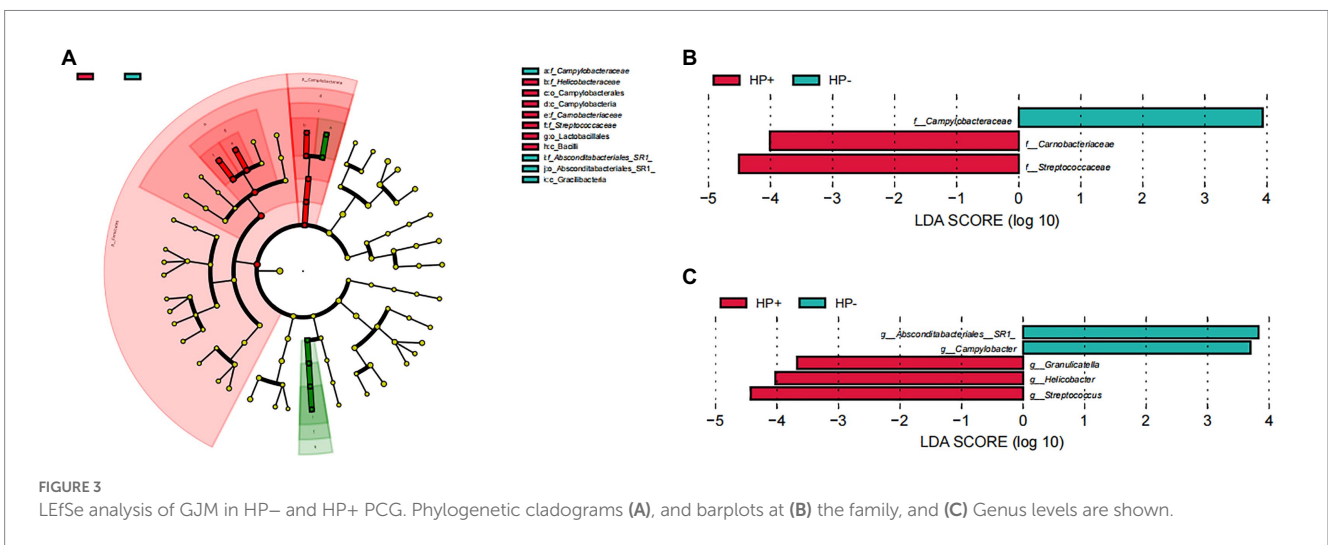 A
p__Campylobacterota
a:f_Campylobacteraceae
b:f_Helicobacteraceae
c:o_Campylobacterales
d:c_Campylobacteria
e:f_Carnobacteriaceae
f:f_Streptococcaceae
g:o_Lactobacillales
h:c_Bacilli
i:f_Absconditabacteriales_SR1_
j:o_Absconditabacteriales_SR1_
k:c_Gracilibacteria
B
HP+ HP-
f__Campylobacteraceae
f__Carnobacteriaceae
f__Streptococcaceae
−5 −4 −3 −2 −1 0 1 2 3 4
LDA SCORE (log 10)
C
HP+ HP-
g__Absconditabacteriales__SR1_
g__Campylobacter
g__Granulicatella
g__Helicobacter
g__Streptococcus
−5 −4 −3 −2 −1 0 1 2 3 4
LDA SCORE (log 10)
FIGURE 3
LEfSe analysis of GJM in HP− and HP+ PCG. Phylogenetic cladograms (A), and barplots at (B) the family, and (C) Genus levels are shown.